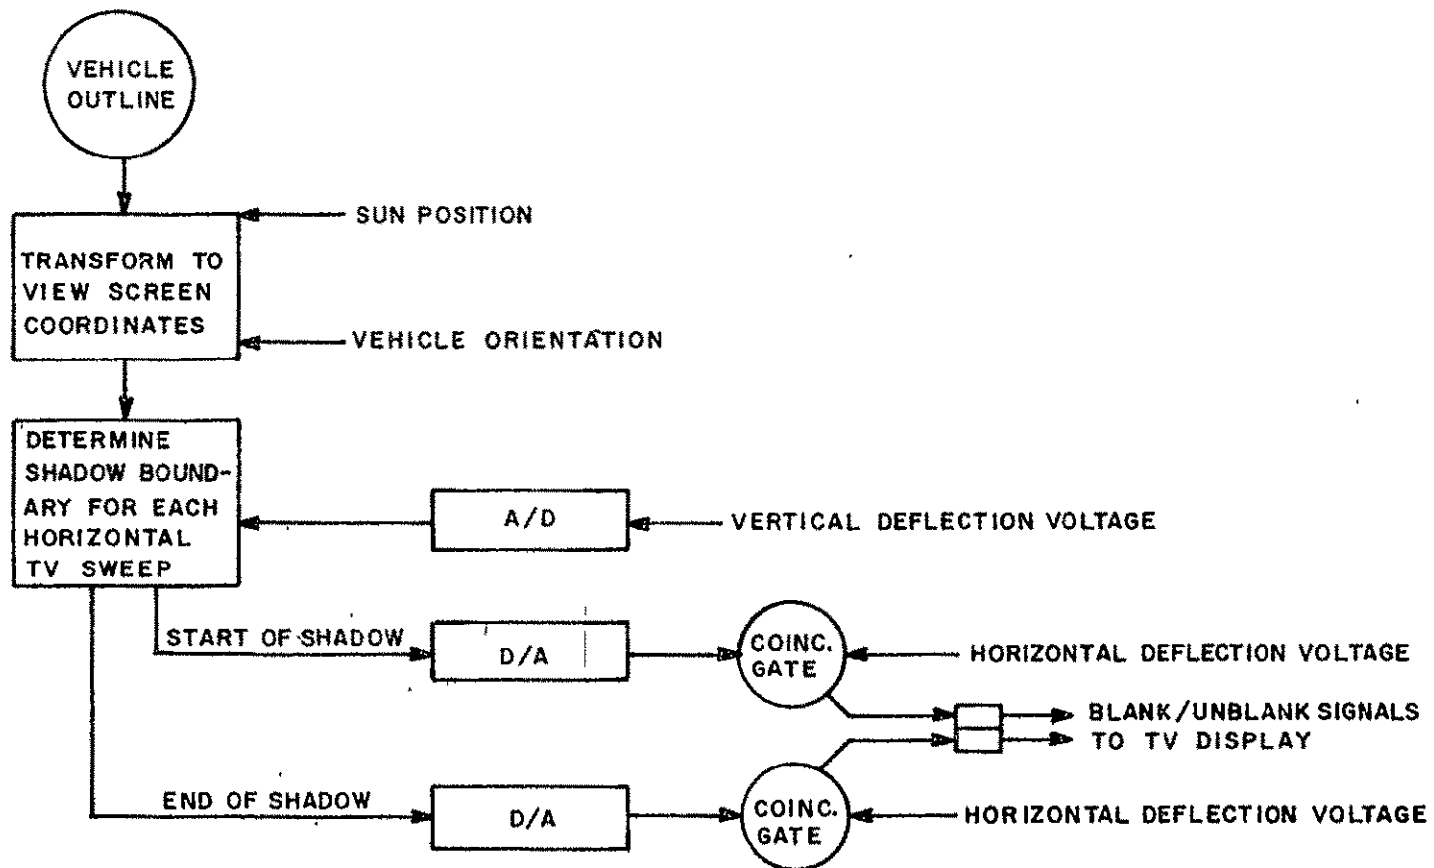 VEHICLE
OUTLINE
SUN POSITION
TRANSFORM TO
VIEW SCREEN
COORDINATES
VEHICLE ORIENTATION
DETERMINE
SHADOW BOUND-
ARY FOR EACH
HORIZONTAL
TV SWEEP
A/D
VERTICAL DEFLECTION VOLTAGE
START OF SHADOW
D/A
COINC.
GATE
HORIZONTAL DEFLECTION VOLTAGE
BLANK/UNBLANK SIGNALS
TO TV DISPLAY
END OF SHADOW
D/A
COINC.
GATE
HORIZONTAL DEFLECTION VOLTAGE